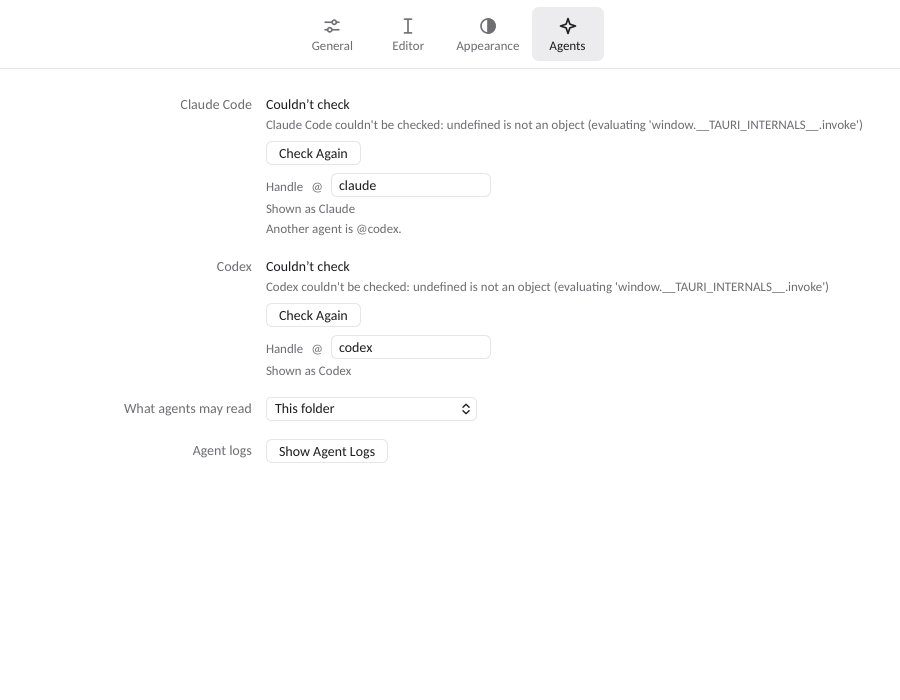 General
Editor
Appearance
Agents
Claude Code
Couldn’t check
Claude Code couldn't be checked: undefined is not an object (evaluating 'window.__TAURI_INTERNALS__.invoke')
Check Again
Handle @ claude
Shown as Claude
Another agent is @codex.
Codex
Couldn’t check
Codex couldn't be checked: undefined is not an object (evaluating 'window.__TAURI_INTERNALS__.invoke')
Check Again
Handle @ codex
Shown as Codex
What agents may read
This folder
Agent logs
Show Agent Logs